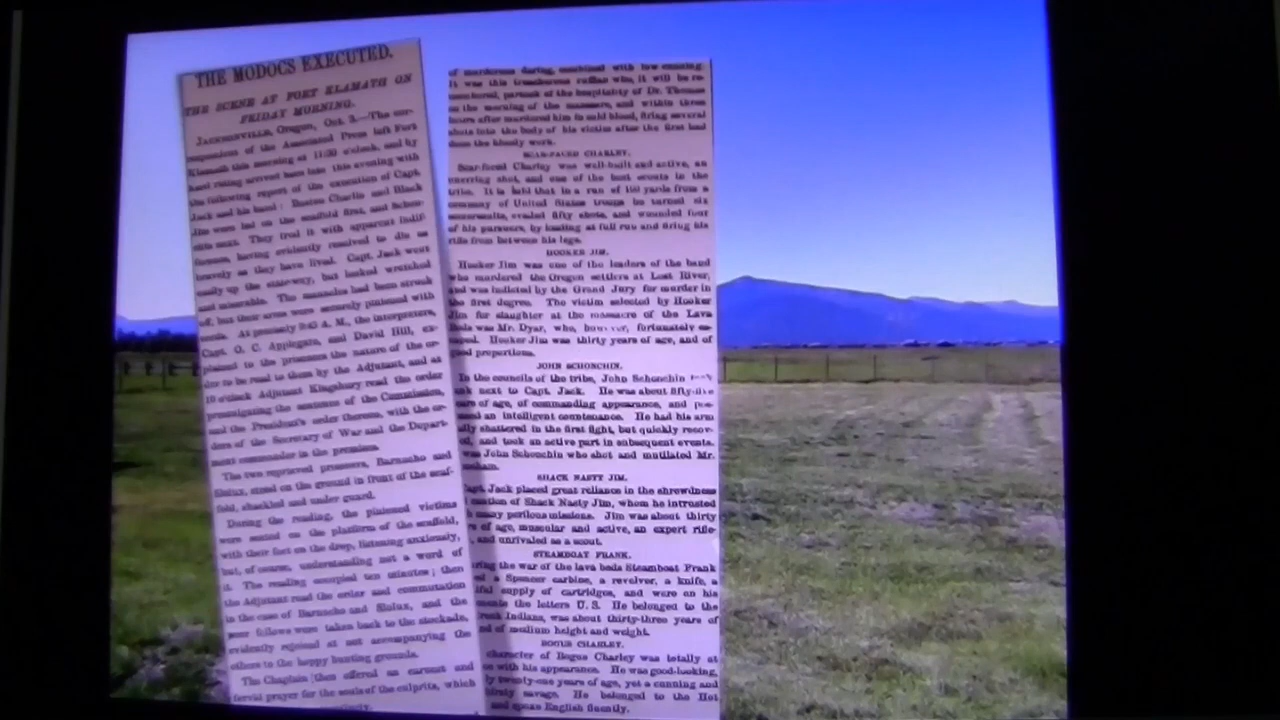 THE MODOCS EXECUTED.
THE SCENE AT FORT KLAMATH ON
FRIDAY MORNING.
JACKSONVILLE, Oregon, Oct. 3.—The cor-
respondent of the Associated Press left Fort
Klamath this morning at 11:30 o'clock, and by
hard riding arrived here late this evening with
the following report of the execution of Capt.
Jack and his band: Boston Charlie and Black
Jim were led on the scaffold first, and Schon-
chin next. They trod it with apparent indif-
ference, having evidently resolved to die as
bravely as they have lived. Capt. Jack went
easily up the stairway, but looked wretched
and miserable. The manacles had been struck
off, but their arms were securely pinioned with
cords. At precisely 9:45 A. M., the interpreters,
Capt. O. C. Applegate, and David Hill, ex-
plained to the prisoners the nature of the or-
der to be read to them by the Adjutant, and at
10 o'clock Adjutant Kingsbury read the order
promulgating the sentence of the Commission,
and the President's order thereon, with the or-
ders of the Secretary of War and the Depart-
ment commander in the premises.
The two reprieved prisoners, Barnucho and
Slolux, stood on the ground in front of the scaf-
fold, shackled and under guard.
During the reading, the pinioned victims
were seated on the platform of the scaffold,
with their feet on the drop, listening anxiously,
but, of course, understanding not a word of
it. The reading occupied ten minutes; then
the Adjutant read the order and commutation
in the case of Barnucho and Slolux, and the
poor fellows were taken back to the stockade,
evidently rejoiced at not accompanying the
others to the happy hunting grounds.
The Chaplain then offered an earnest and
fervid prayer for the souls of the culprits, which
of murderous daring, combined with low cunning.
It was this treacherous ruffian who, it will be re-
membered, partook of the hospitality of Dr. Thomas
on the morning of the massacre, and within three
hours after murdered him in cold blood, firing several
shots into the body of his victim after the first had
done the bloody work.
SCAR-FACED CHARLEY.
Scar-faced Charley was well-built and active, an
unerring shot, and one of the best scouts in the
tribe. It is told that in a run of 100 yards from a
company of United States troops he turned six
somersaults, evaded fifty shots, and wounded four
of his pursuers, by loading at full run and firing his
rifle from between his legs.
HOOKER JIM.
Hooker Jim was one of the leaders of the band
who murdered the Oregon settlers at Lost River,
and was indicted by the Grand Jury for murder in
the first degree. The victim selected by Hooker
Jim for slaughter at the massacre of the Lava
Beds was Mr. Dyar, who, however, fortunately es-
caped. Hooker Jim was thirty years of age, and of
good proportions.
JOHN SCHONCHIN.
In the councils of the tribe, John Schonchin
next to Capt. Jack. He was about fifty-five
of age, of commanding appearance, and
an intelligent countenance. He had his arm
shattered in the first fight, but quickly recov-
ed, and took an active part in subsequent events.
was John Schonchin who shot and mutilated Mr.
SHACK NASTY JIM.
Capt. Jack placed great reliance in the shrewdness
of Shack Nasty Jim, whom he intrusted
many perilous missions. Jim was about thirty
of age, muscular and active, an expert rifle-
and unrivaled as a scout.
STEAMBOAT FRANK.
the war of the lava beds Steamboat Frank
a Spencer carbine, a revolver, a knife, a
supply of cartridges, and wore on his
the letters U. S. He belonged to the
Indians, was about thirty-three years of
of medium height and weight.
BOGUS CHARLEY.
character of Bogus Charley was totally at
with his appearance. He was good-looking,
twenty-one years of age, yet a cunning and
savage. He belonged to the Hot
and spoke English fluently.